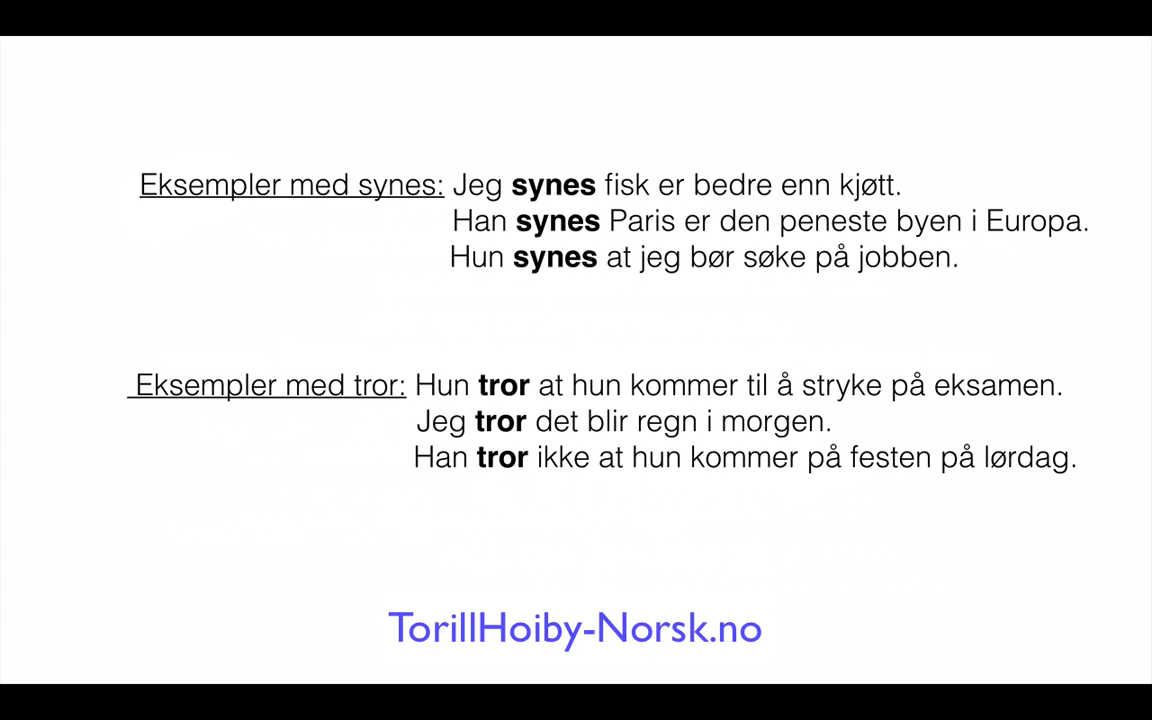 Eksempler med synes: Jeg synes fisk er bedre enn kjøtt.
Han synes Paris er den peneste byen i Europa.
Hun synes at jeg bør søke på jobben.
Eksempler med tror: Hun tror at hun kommer til å stryke på eksamen.
Jeg tror det blir regn i morgen.
Han tror ikke at hun kommer på festen på lørdag.
TorillHoiby-Norsk.no